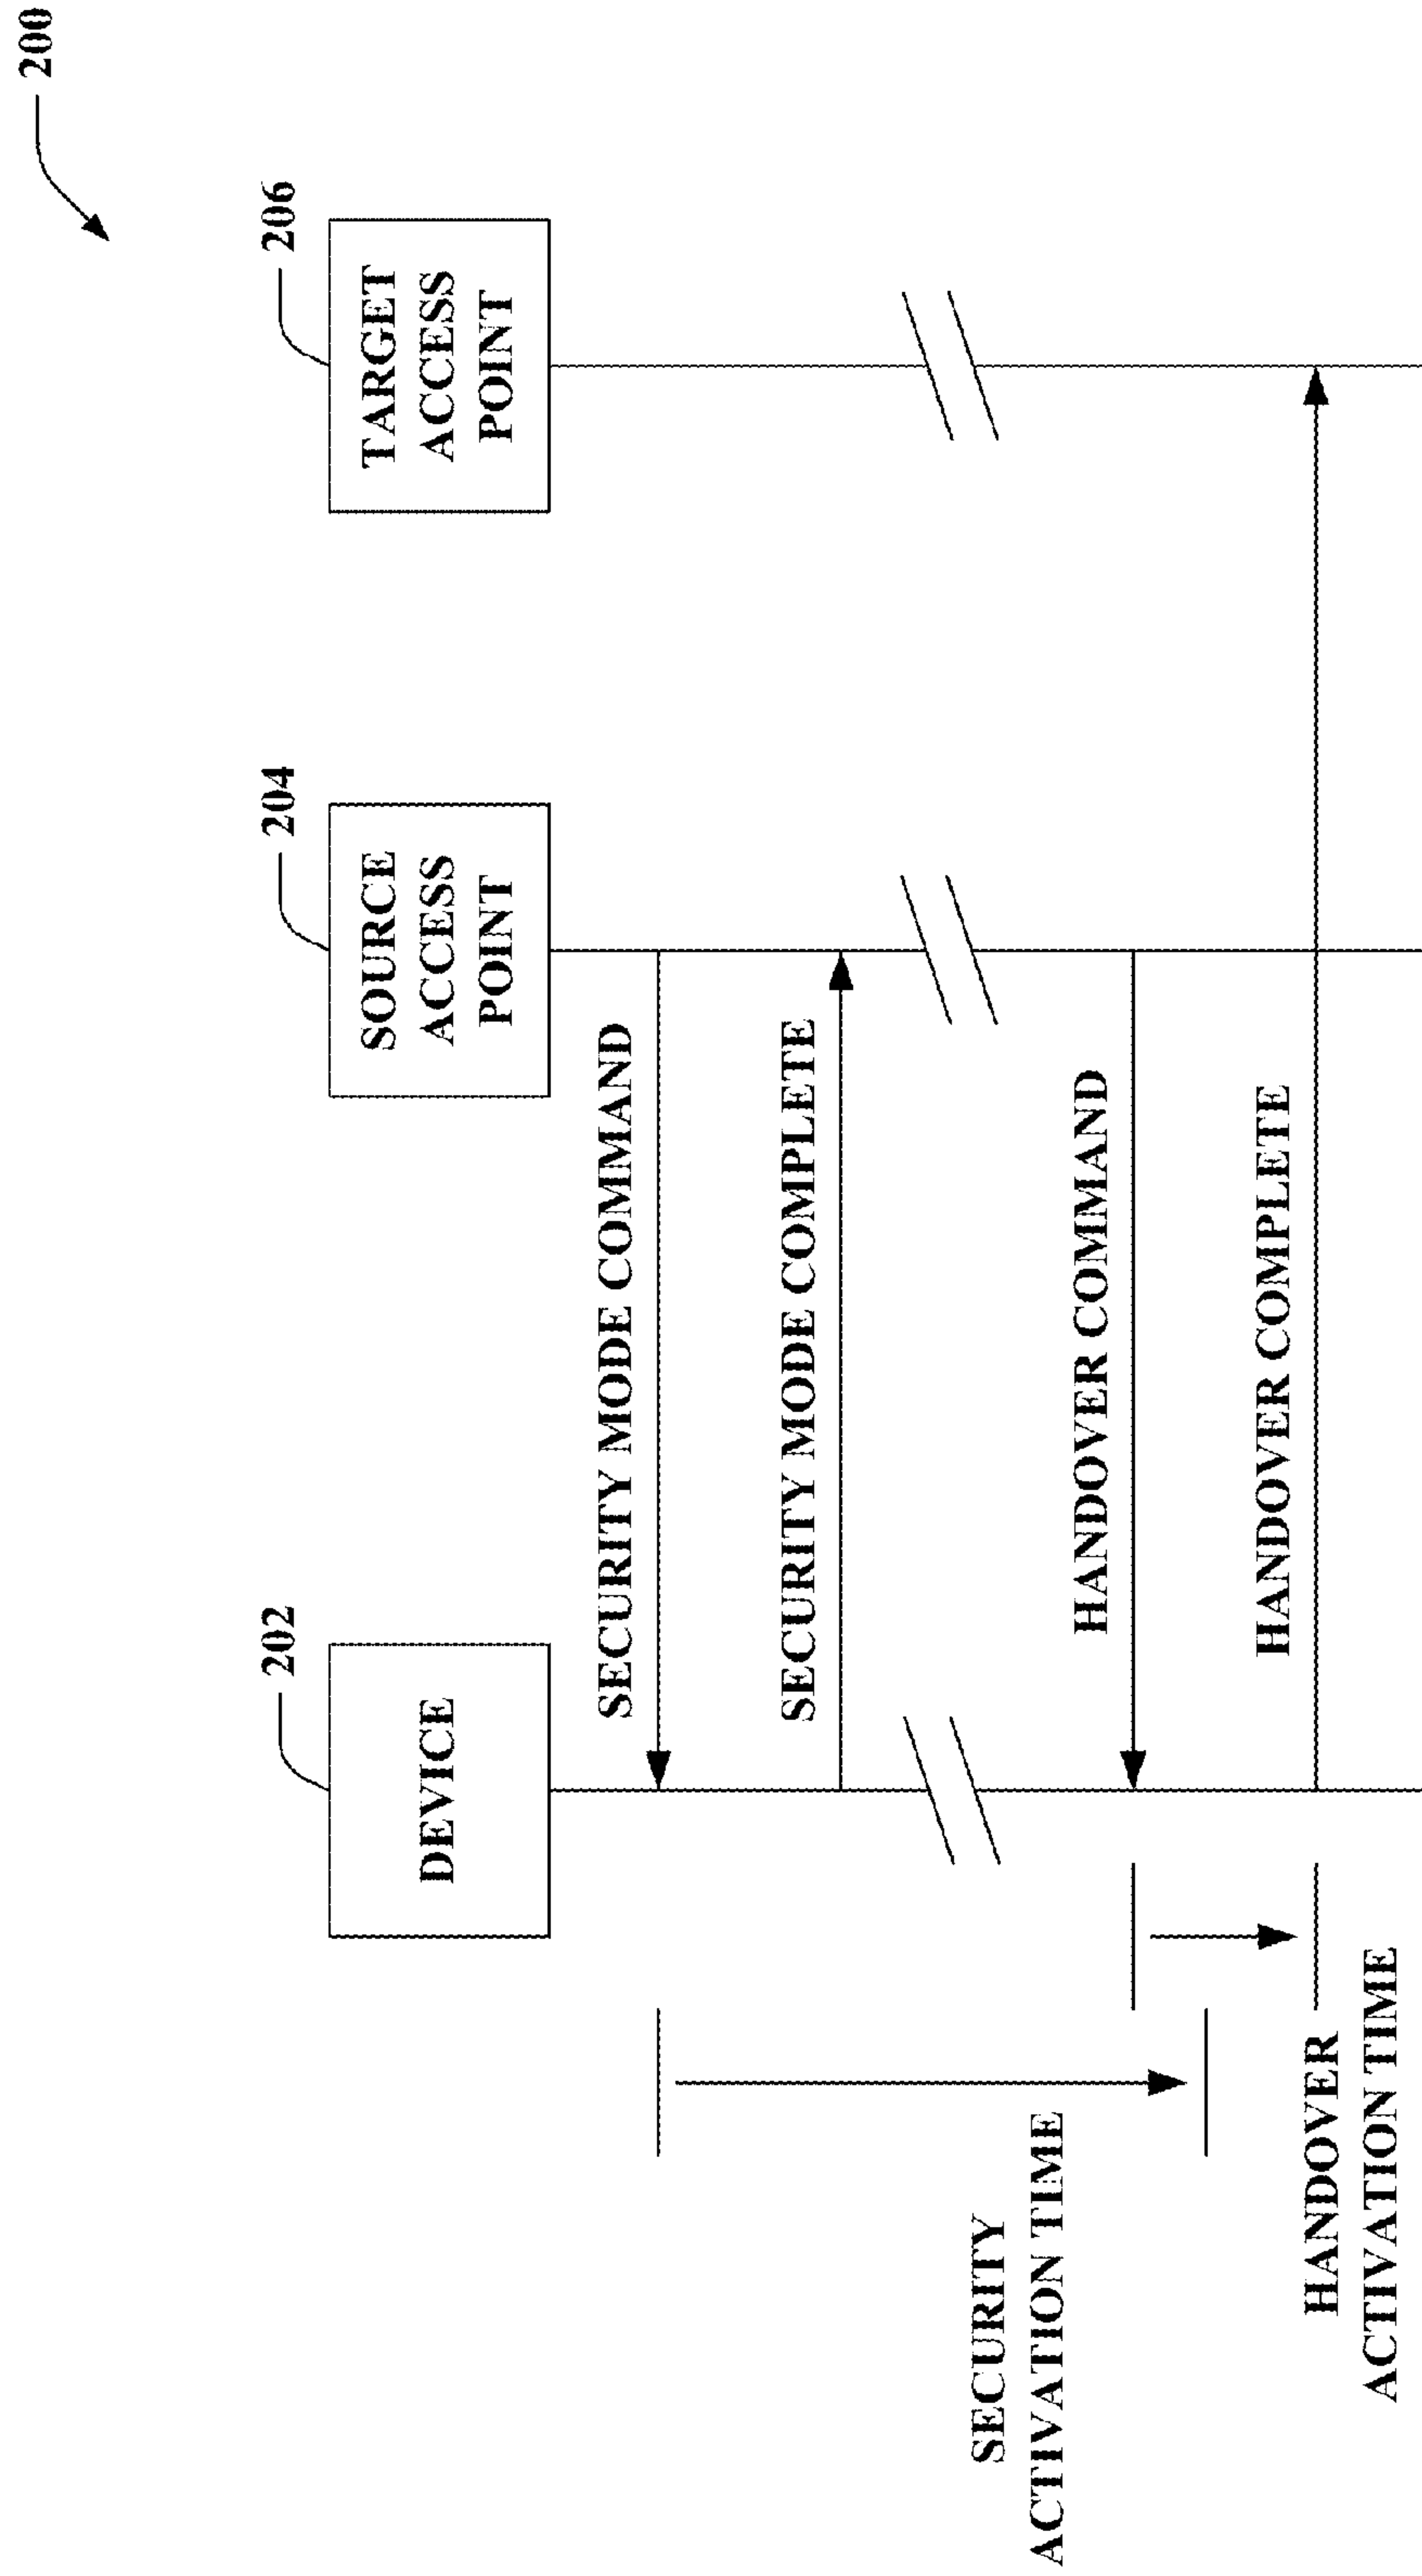 200
202
204
206
DEVICE
SOURCE
ACCESS
POINT
TARGET
ACCESS
POINT
SECURITY MODE COMMAND
SECURITY MODE COMPLETE
SECURITY
ACTIVATION TIME
HANDOVER COMMAND
HANDOVER COMPLETE
HANDOVER
ACTIVATION TIME